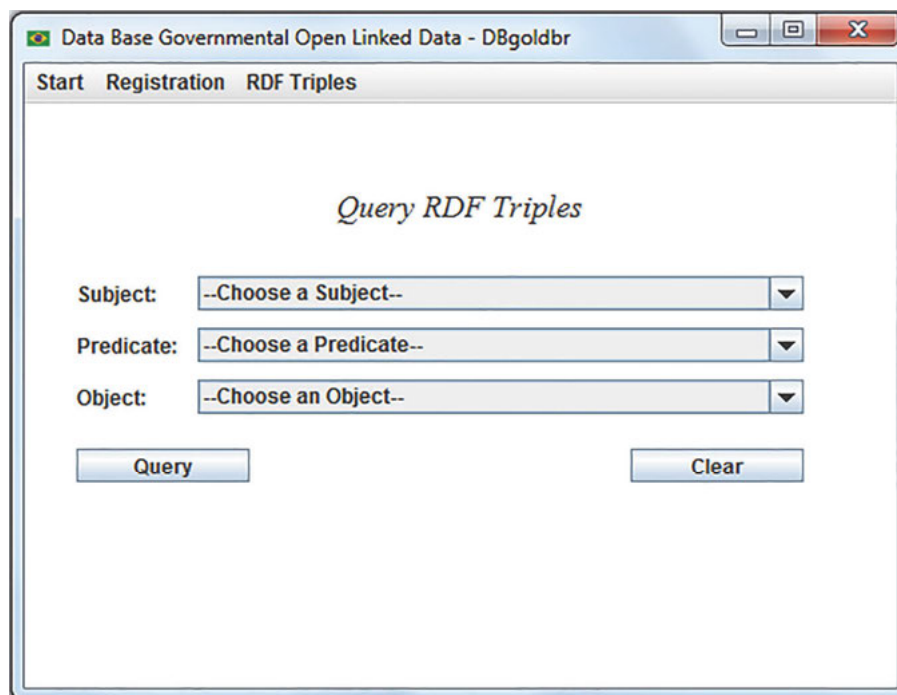 Data Base Governmental Open Linked Data - DBgoldbr
Start Registration RDF Triples
Query RDF Triples
Subject: --Choose a Subject--
Predicate: --Choose a Predicate--
Object: --Choose an Object--
Query Clear